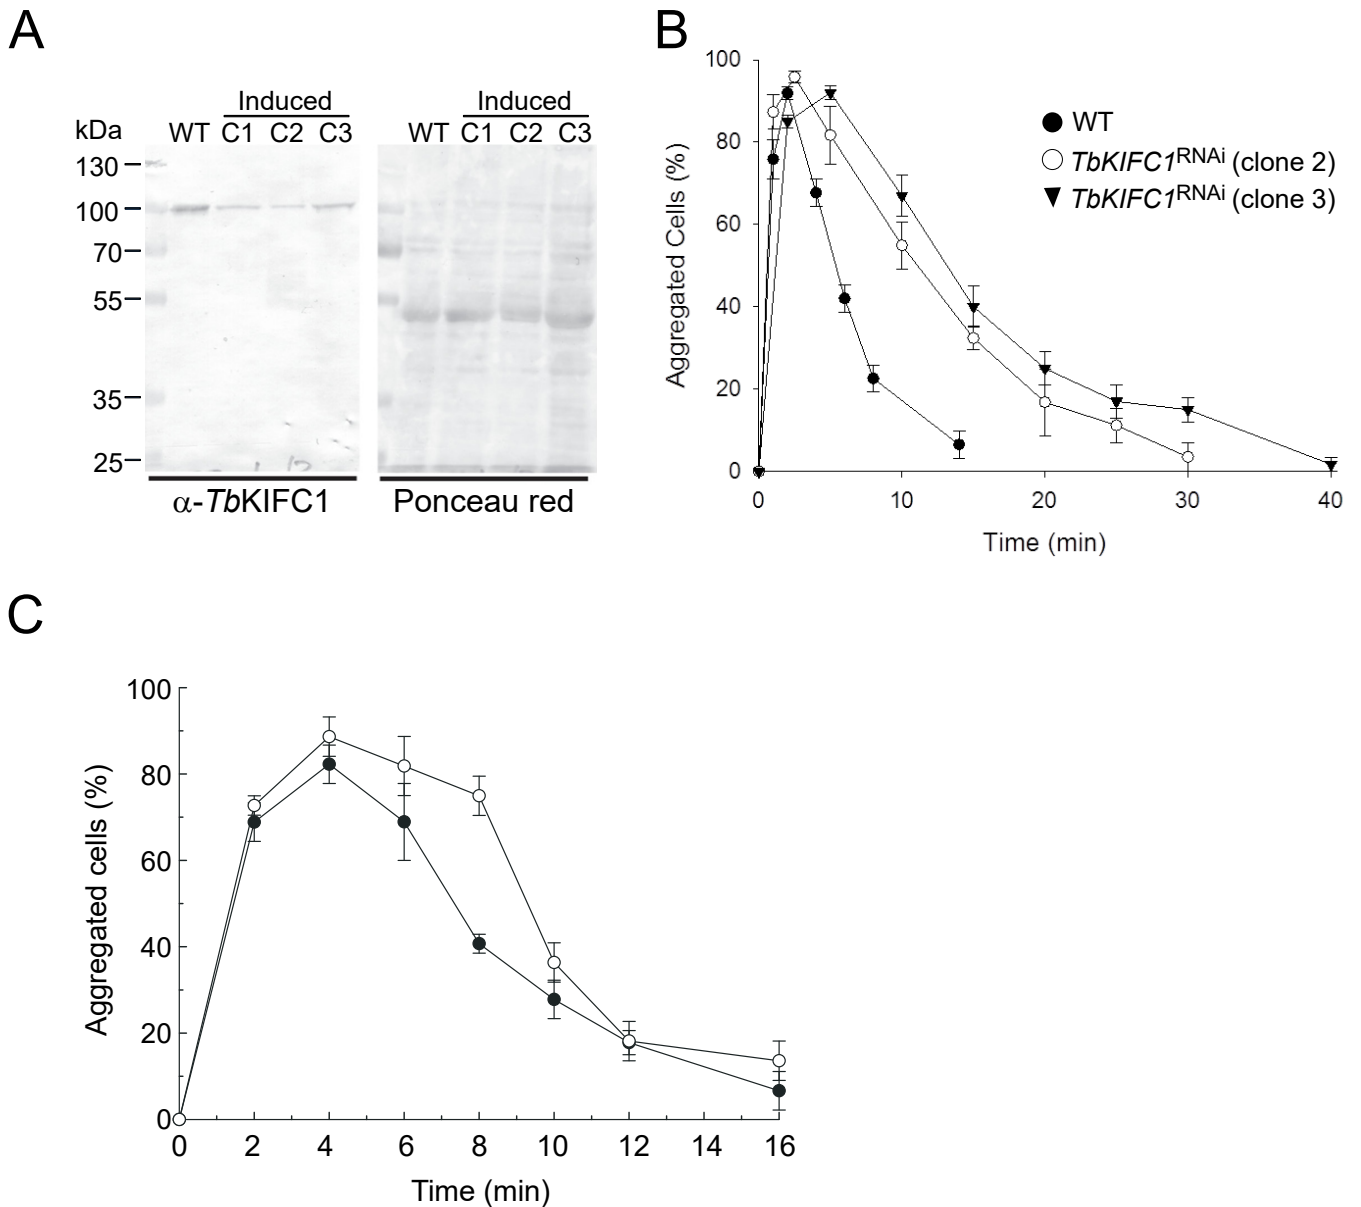 A
Induced
Induced
kDa
WT C1 C2 C3
WT C1 C2 C3
130
100
70
55
35
25
α-TbKIFC1
Ponceau red
B
100
80
60
40
20
0
Aggregated Cells (%)
WT
TbKIFC1RNAi (clone 2)
TbKIFC1RNAi (clone 3)
0 10 20 30 40
Time (min)
C
100
80
60
40
20
0
Aggregated cells (%)
0 2 4 6 8 10 12 14 16
Time (min)